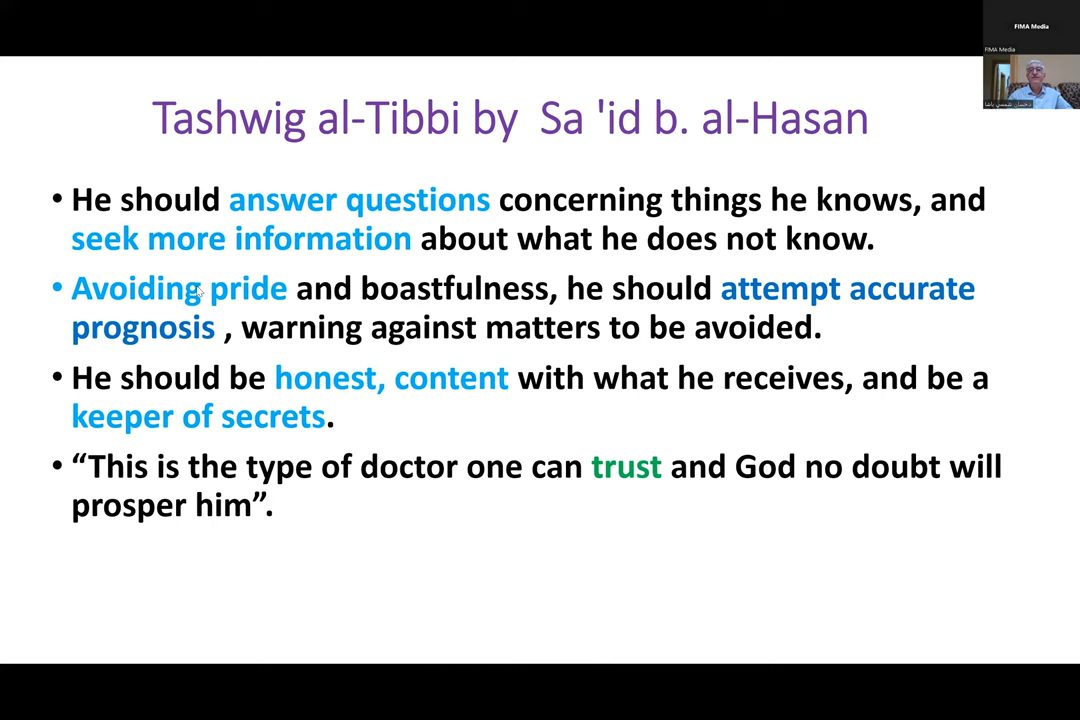 FIMA Media
FIMA Media
د.حسان شمسي باشا
Tashwig al-Tibbi by Sa 'id b. al-Hasan
• He should answer questions concerning things he knows, and
seek more information about what he does not know.
• Avoiding pride and boastfulness, he should attempt accurate
prognosis , warning against matters to be avoided.
• He should be honest, content with what he receives, and be a
keeper of secrets.
• “This is the type of doctor one can trust and God no doubt will
prosper him”.